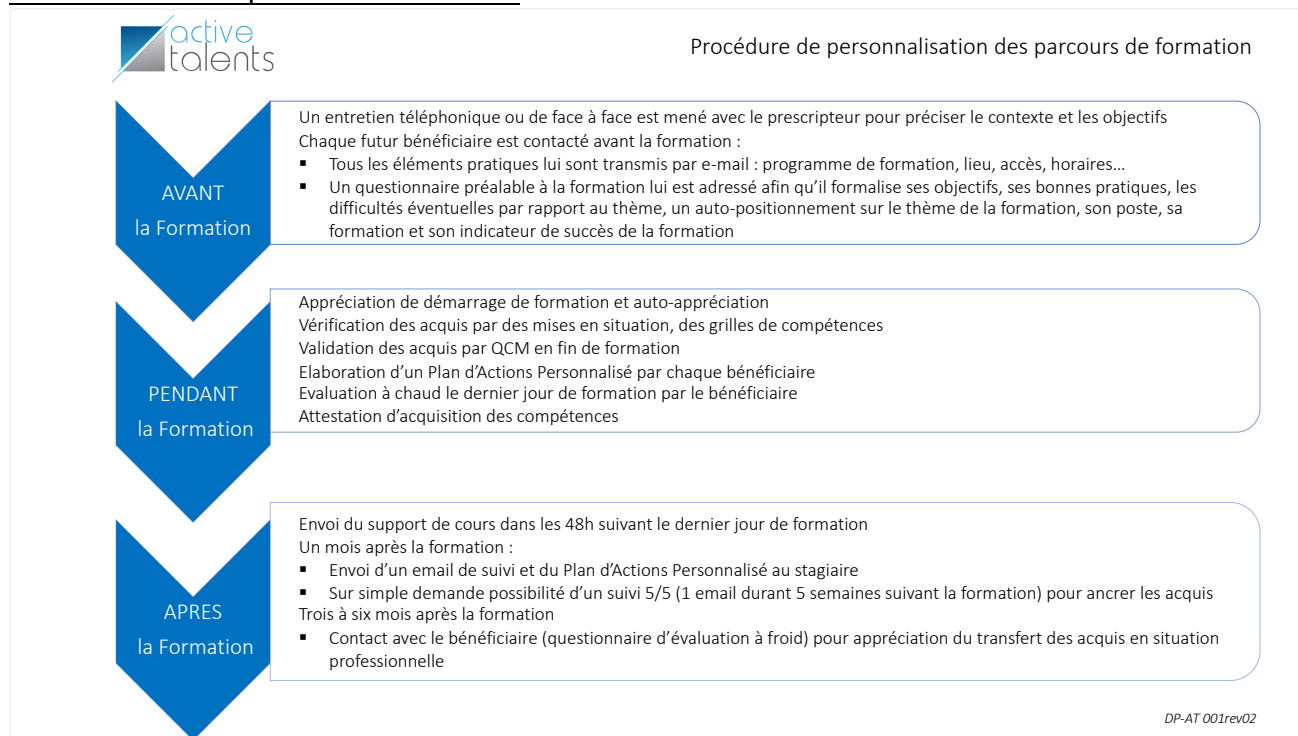 active
talents
Procédure de personnalisation des parcours de formation
AVANT
la Formation
Un entretien téléphonique ou de face à face est mené avec le prescripteur pour préciser le contexte et les objectifs
Chaque futur bénéficiaire est contacté avant la formation :
▪ Tous les éléments pratiques lui sont transmis par e-mail : programme de formation, lieu, accès, horaires…
▪ Un questionnaire préalable à la formation lui est adressé afin qu’il formalise ses objectifs, ses bonnes pratiques, les
difficultés éventuelles par rapport au thème, un auto-positionnement sur le thème de la formation, son poste, sa
formation et son indicateur de succès de la formation
PENDANT
la Formation
Appréciation de démarrage de formation et auto-appréciation
Vérification des acquis par des mises en situation, des grilles de compétences
Validation des acquis par QCM en fin de formation
Elaboration d’un Plan d’Actions Personnalisé par chaque bénéficiaire
Evaluation à chaud le dernier jour de formation par le bénéficiaire
Attestation d’acquisition des compétences
APRES
la Formation
Envoi du support de cours dans les 48h suivant le dernier jour de formation
Un mois après la formation :
▪ Envoi d’un email de suivi et du Plan d’Actions Personnalisé au stagiaire
▪ Sur simple demande possibilité d’un suivi 5/5 (1 email durant 5 semaines suivant la formation) pour ancrer les acquis
Trois à six mois après la formation
▪ Contact avec le bénéficiaire (questionnaire d’évaluation à froid) pour appréciation du transfert des acquis en situation
professionnelle
DP-AT 001rev02